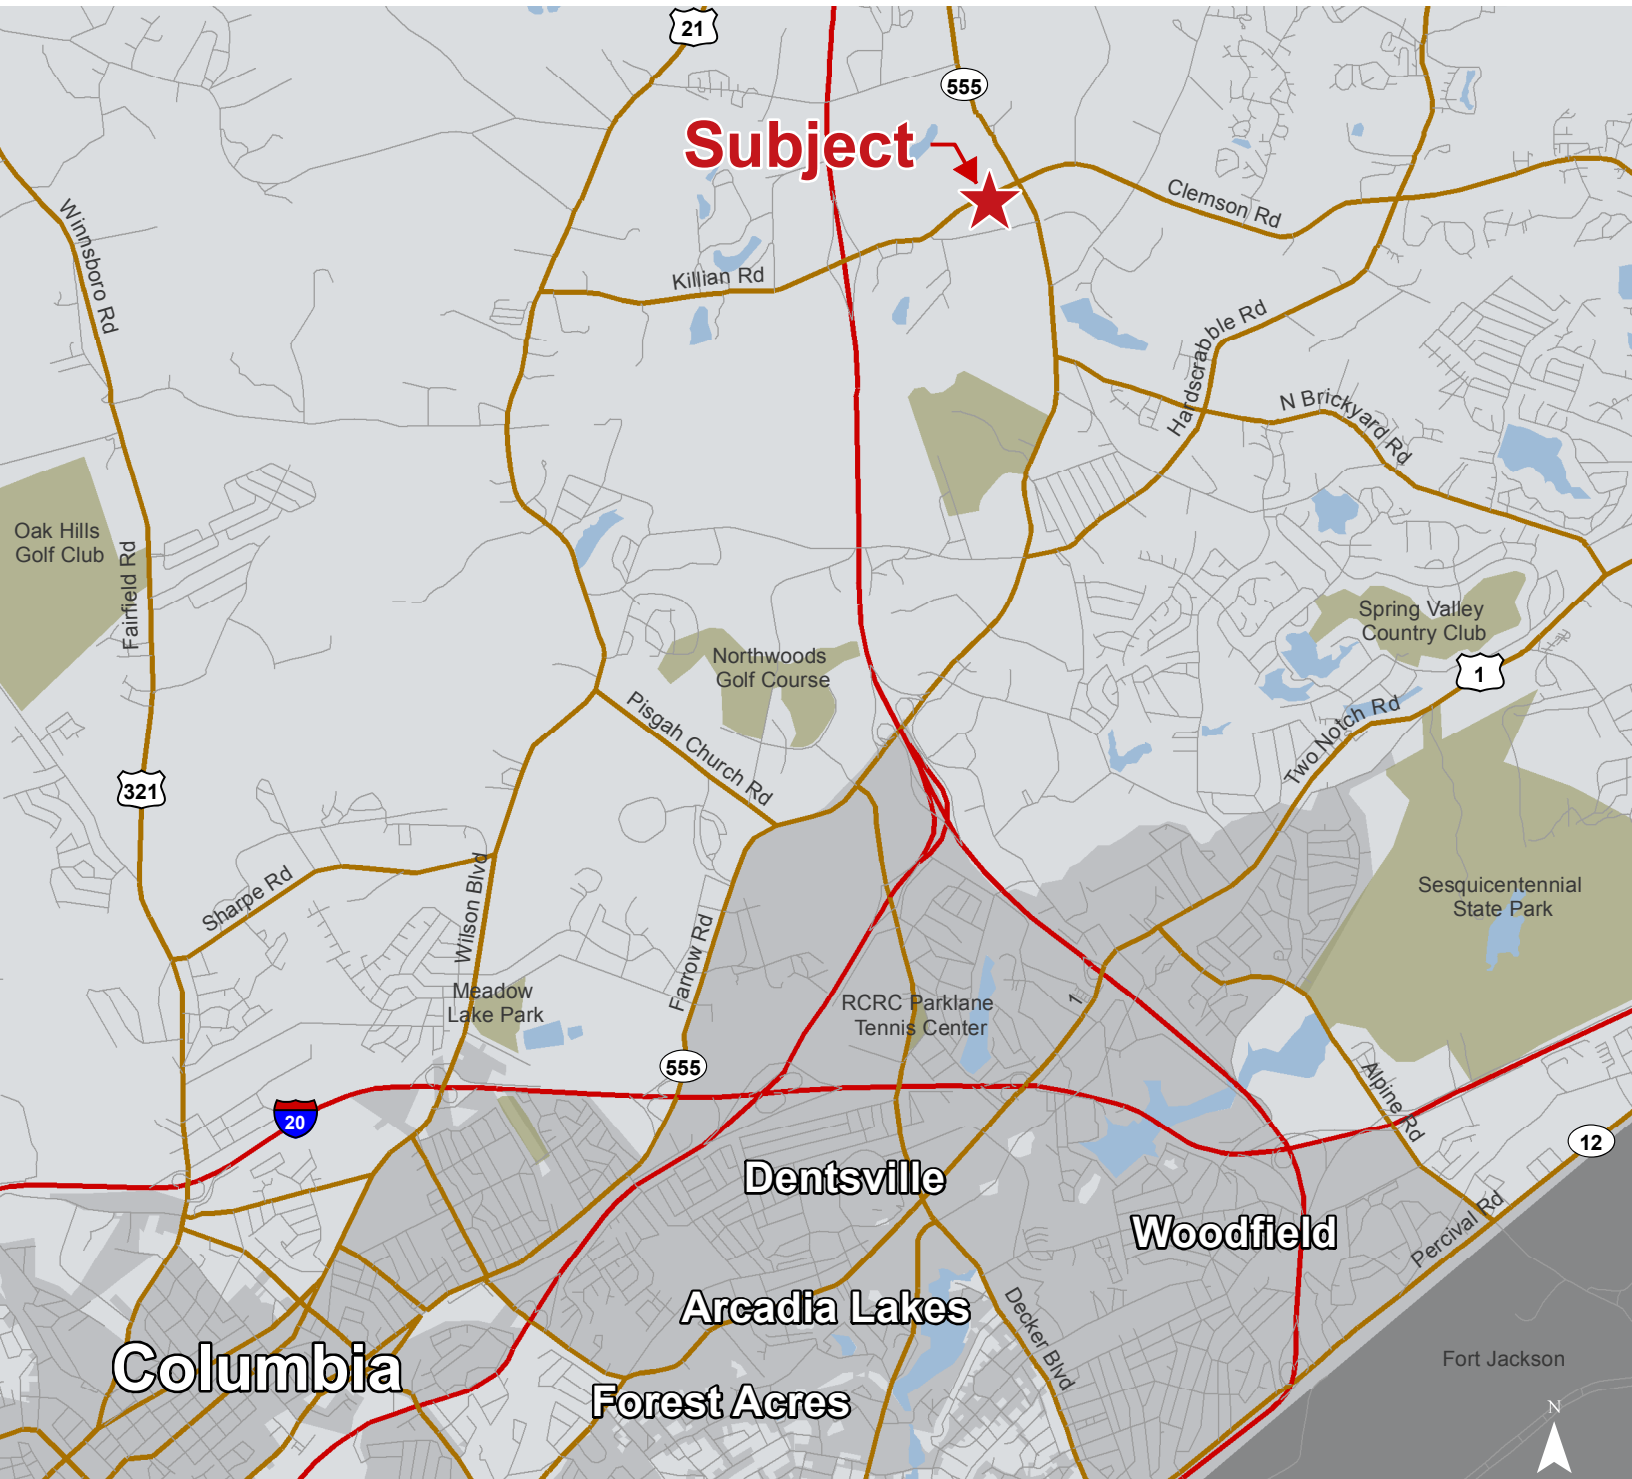 21
555
Subject
Clemson Rd
Winnsboro Rd
Killian Rd
Hardscrabble Rd
N Brickyard Rd
Oak Hills
Golf Club
Fairfield Rd
Spring Valley
Country Club
Northwoods
Golf Course
1
Pisgah Church Rd
Two Notch Rd
321
Sharpe Rd
Wilson Blvd
Sesquicentennial
State Park
Farrow Rd
Meadow
Lake Park
RCRC Parklane
Tennis Center
1
555
20
Alpine Rd
12
Dentsville
Woodfield
Percival Rd
Arcadia Lakes
Decker Blvd
Columbia
Forest Acres
Fort Jackson
N